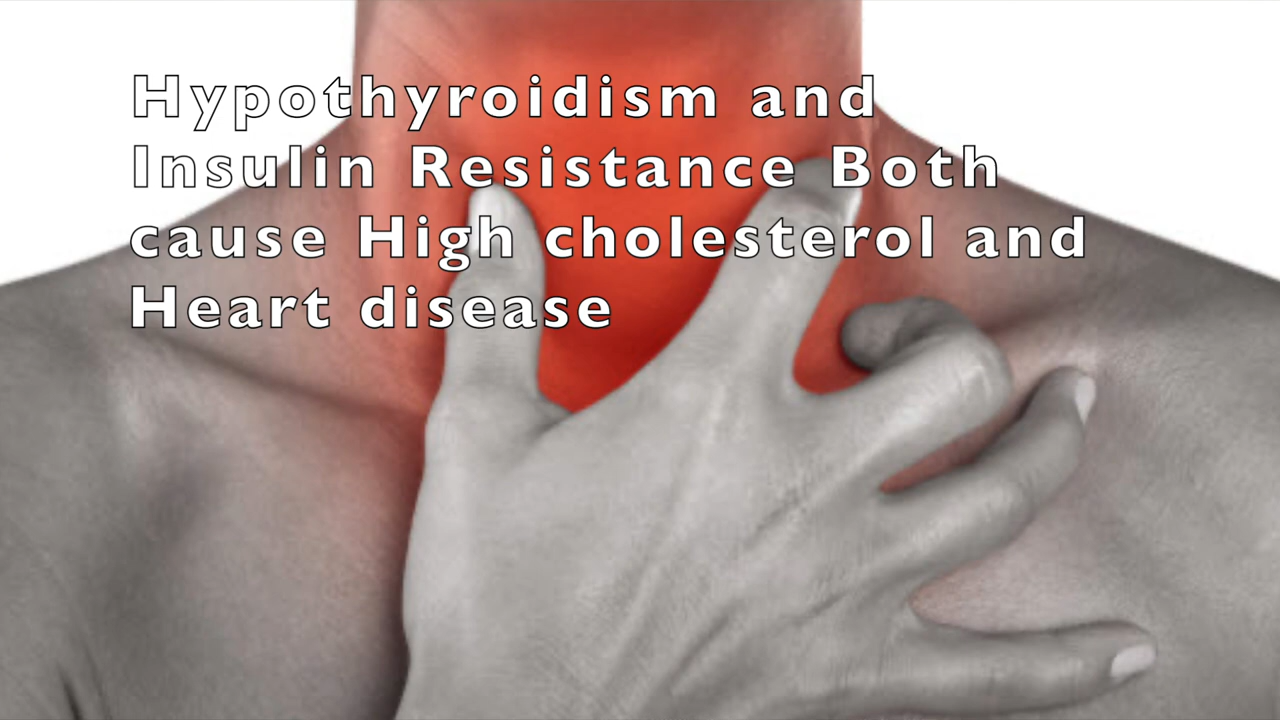 Hypothyroidism and
Insulin Resistance Both
cause High cholesterol and
Heart disease